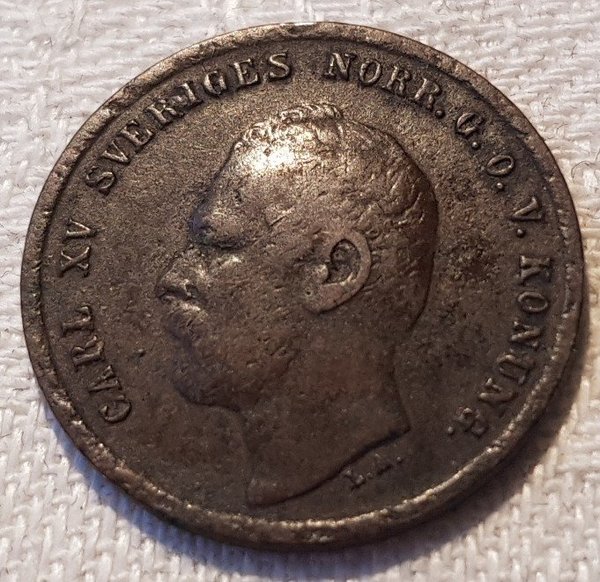 CARL XV SVERIGES NORR. G. O. V. KONUNG.
L.A.